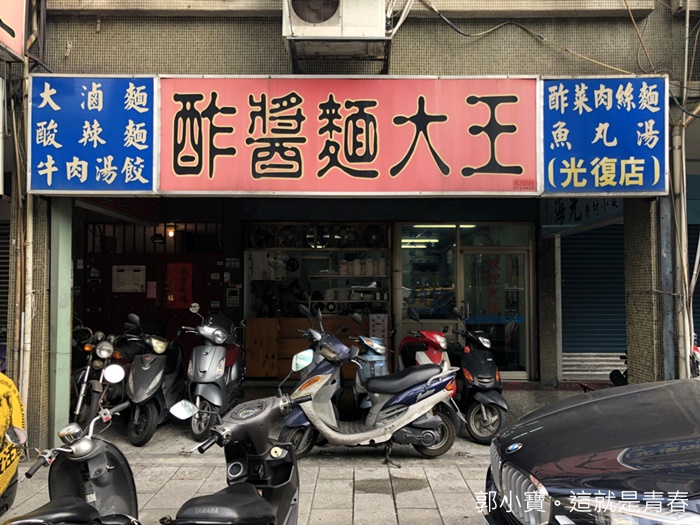 大滷麵
酸辣麵
牛肉湯餃
酢醬麵大王
酢菜肉絲麵
魚丸湯
(光復店)
YAMAHA
郭小寶。這就是青春